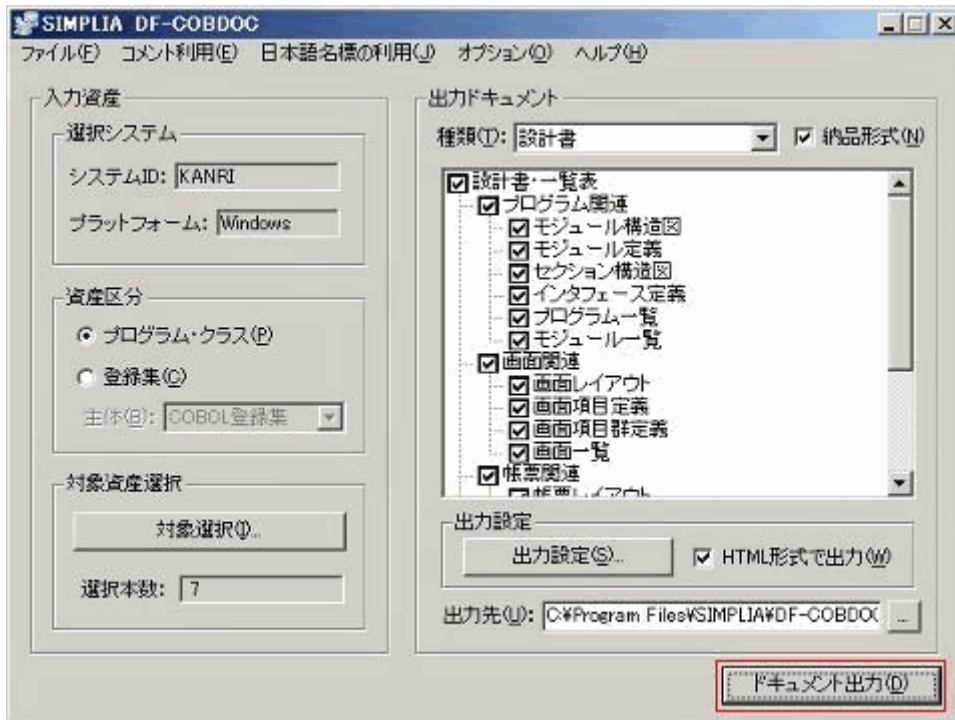 SIMPLIA DF-COBDOC
ファイル(F) コメント利用(E) 日本語名標の利用(J) オプション(O) ヘルプ(H)
入力資産
選択システム
システムID: KANRI
プラットフォーム: Windows
資産区分
プログラム・クラス(P)
登録集(C)
主体(B): COBOL登録集
対象資産選択
対象選択(I)...
選択本数: 7
出力ドキュメント
種類(T): 設計書 納品形式(N)
設計書・一覧表
プログラム関連
モジュール構造図
モジュール定義
セクション構造図
インタフェース定義
プログラム一覧
モジュール一覧
画面関連
画面レイアウト
画面項目定義
画面項目群定義
画面一覧
帳票関連
帳票レイアウト
出力設定
出力設定(S)... HTML形式で出力(W)
出力先(U): C:¥Program Files¥SIMPLIA¥DF-COBDOC ...
ドキュメント出力(D)